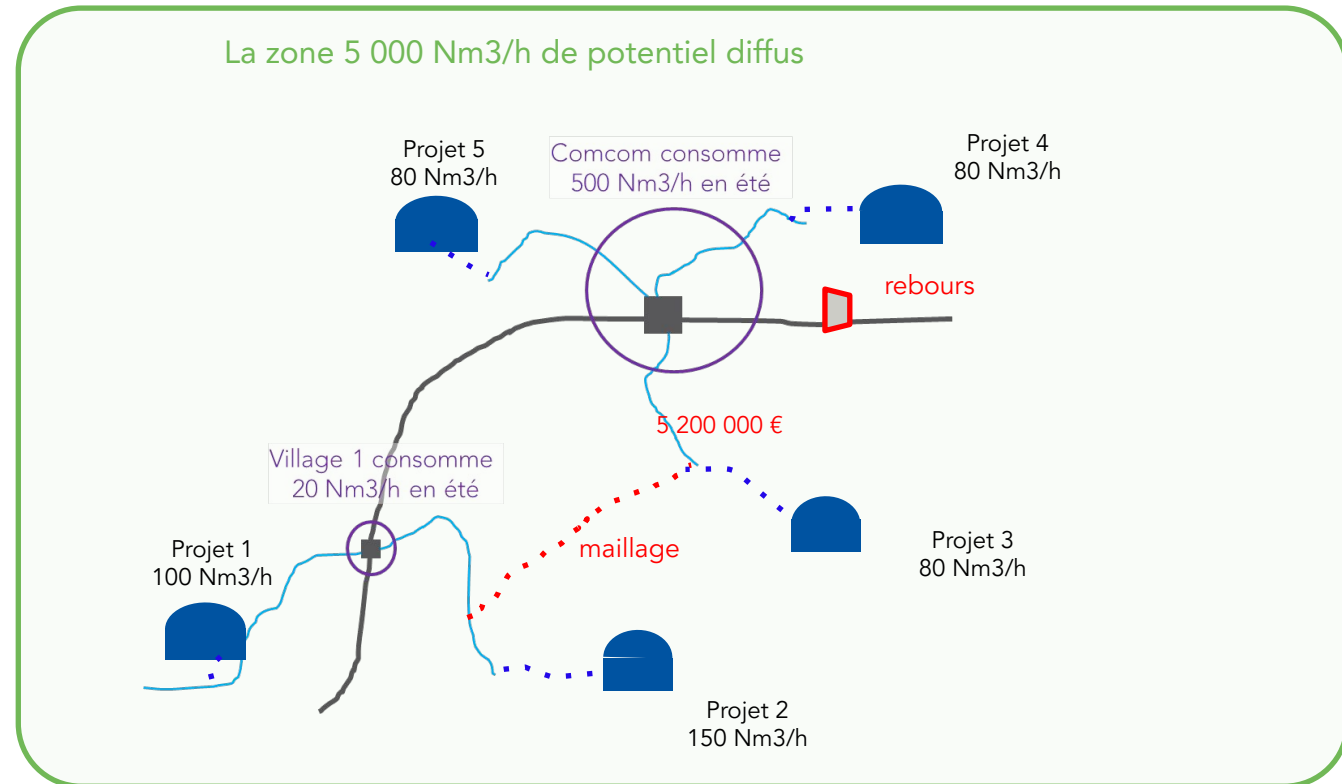 La zone 5 000 Nm3/h de potentiel diffus
Projet 5
80 Nm3/h
Comcom consomme
500 Nm3/h en été
Projet 4
80 Nm3/h
rebours
5 200 000 €
Village 1 consomme
20 Nm3/h en été
maillage
Projet 1
100 Nm3/h
Projet 3
80 Nm3/h
Projet 2
150 Nm3/h